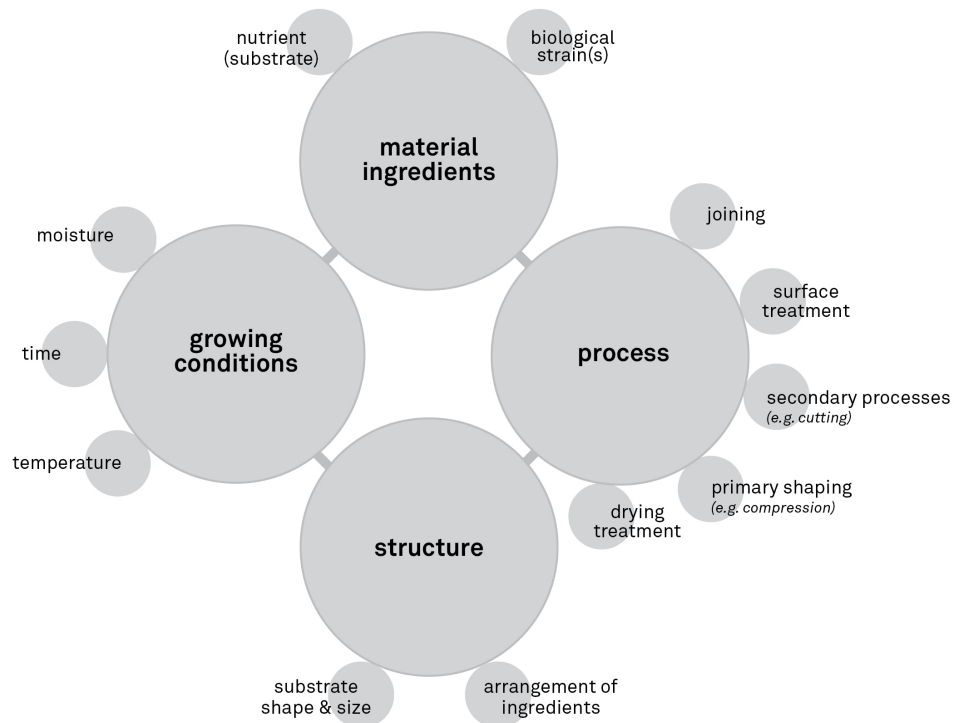 nutrient
(substrate)
biological
strain(s)
material
ingredients
moisture
time
temperature
growing
conditions
joining
surface
treatment
secondary processes
(e.g. cutting)
primary shaping
(e.g. compression)
drying
treatment
process
structure
substrate
shape & size
arrangement of
ingredients